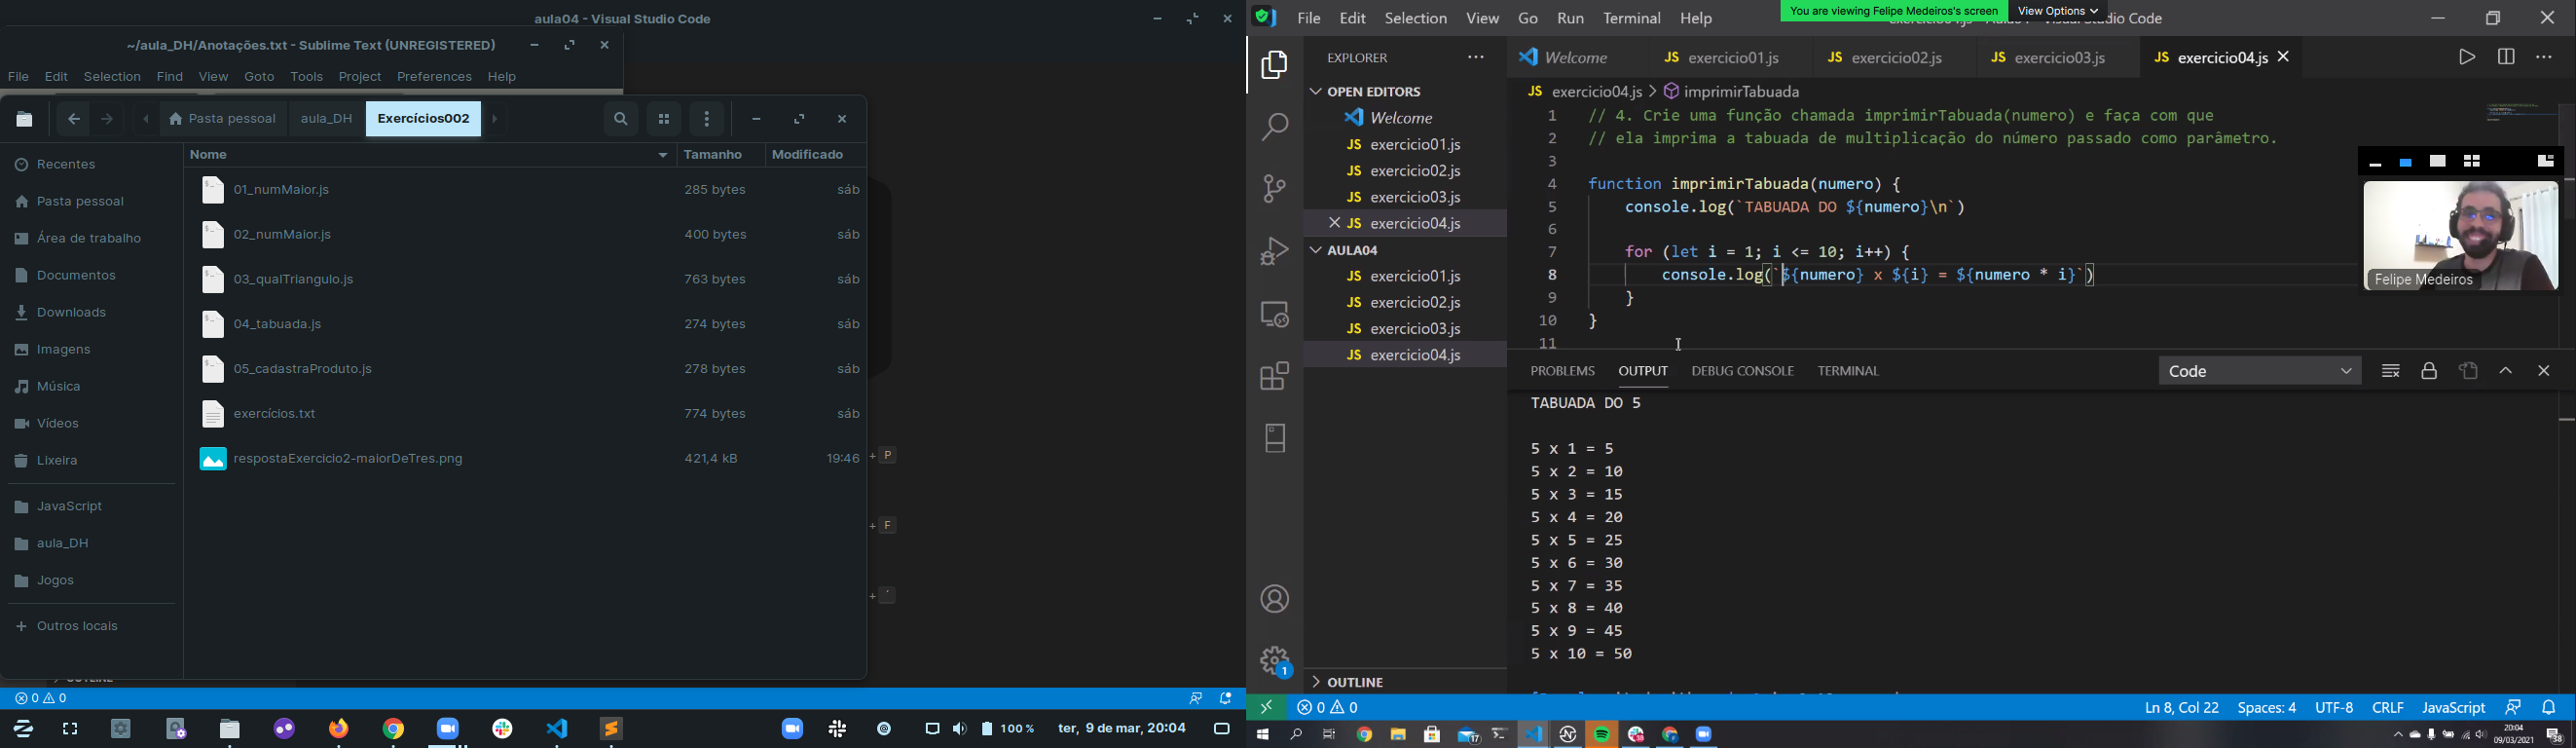 aula04 - Visual Studio Code
~/aula_DH/Anotações.txt - Sublime Text (UNREGISTERED)
File Edit Selection Find View Goto Tools Project Preferences Help
Pasta pessoal aula_DH Exercícios002
Nome Tamanho Modificado
Recentes
Pasta pessoal
Área de trabalho
Documentos
Downloads
Imagens
Música
Vídeos
Lixeira
JavaScript
aula_DH
Jogos
+ Outros locais
01_numMaior.js 285 bytes sáb
02_numMaior.js 400 bytes sáb
03_qualTriangulo.js 763 bytes sáb
04_tabuada.js 274 bytes sáb
05_cadastraProduto.js 278 bytes sáb
exercícios.txt 774 bytes sáb
respostaExercicio2-maiorDeTres.png 421,4 kB 19:46
+ P
+ F
+ ´
OUTLINE
0 0
100 % ter, 9 de mar, 20:04
File Edit Selection View Go Run Terminal Help
You are viewing Felipe Medeiros's screen View Options
Studio Code
EXPLORER
OPEN EDITORS
Welcome
exercicio01.js
exercicio02.js
exercicio03.js
exercicio04.js
AULA04
exercicio01.js
exercicio02.js
exercicio03.js
exercicio04.js
OUTLINE
Welcome JS exercicio01.js JS exercicio02.js JS exercicio03.js JS exercicio04.js
JS exercicio04.js > imprimirTabuada
1 // 4. Crie uma função chamada imprimirTabuada(numero) e faça com que
2 // ela imprima a tabuada de multiplicação do número passado como parâmetro.
3
4 function imprimirTabuada(numero) {
5 console.log(`TABUADA DO ${numero}\n`)
6
7 for (let i = 1; i <= 10; i++) {
8 console.log(`${numero} x ${i} = ${numero * i}`)
9 }
10 }
11
Felipe Medeiros
PROBLEMS OUTPUT DEBUG CONSOLE TERMINAL Code
TABUADA DO 5
5 x 1 = 5
5 x 2 = 10
5 x 3 = 15
5 x 4 = 20
5 x 5 = 25
5 x 6 = 30
5 x 7 = 35
5 x 8 = 40
5 x 9 = 45
5 x 10 = 50
0 0 Ln 8, Col 22 Spaces: 4 UTF-8 CRLF JavaScript
1
17
20:04
09/03/2021
38